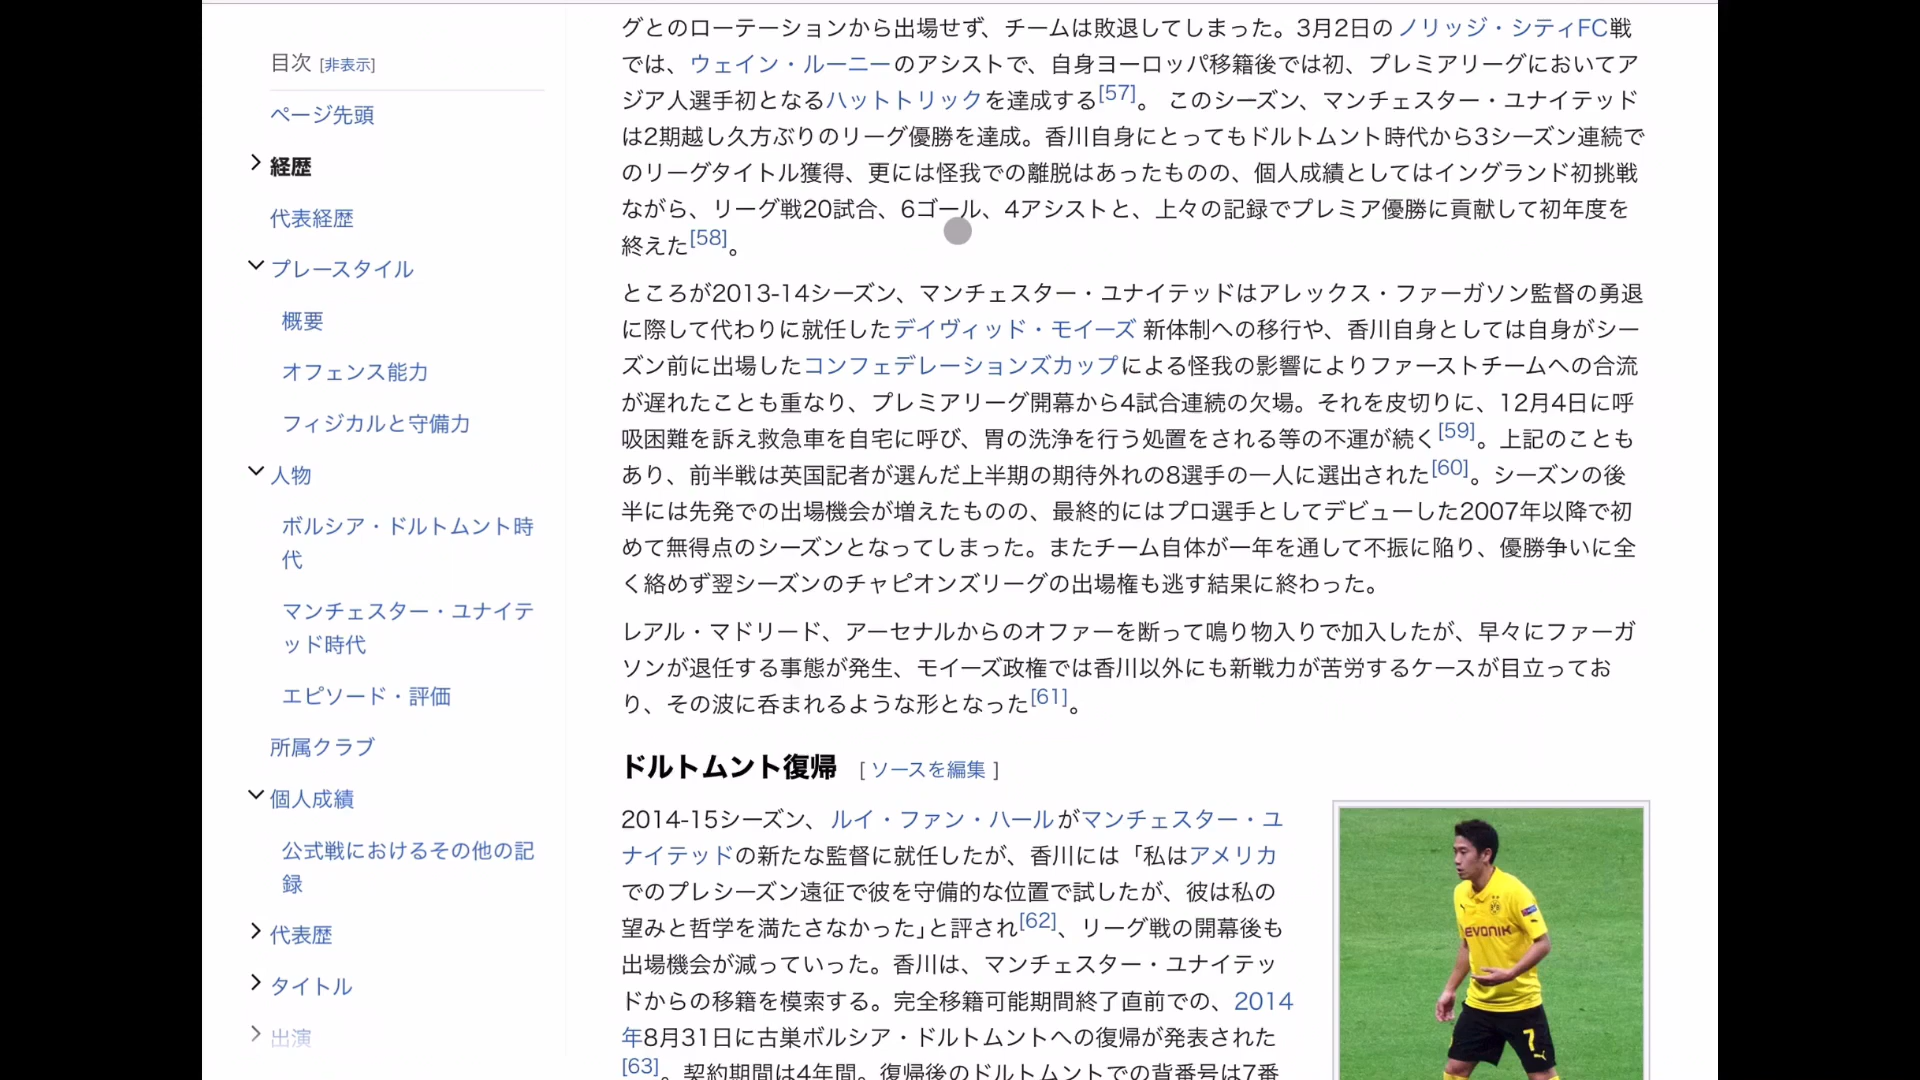 目次 [非表示]
ページ先頭
経歴
代表経歴
プレースタイル
概要
オフェンス能力
フィジカルと守備力
人物
ボルシア・ドルトムント時
代
マンチェスター・ユナイテ
ッド時代
エピソード・評価
所属クラブ
個人成績
公式戦におけるその他の記
録
代表歴
タイトル
出演
グとのローテーションから出場せず、チームは敗退してしまった。3月2日のノリッジ・シティFC戦
では、ウェイン・ルーニーのアシストで、自身ヨーロッパ移籍後では初、プレミアリーグにおいてア
ジア人選手初となるハットトリックを達成する[57]。 このシーズン、マンチェスター・ユナイテッド
は2期越し久方ぶりのリーグ優勝を達成。香川自身にとってもドルトムント時代から3シーズン連続で
のリーグタイトル獲得、更には怪我での離脱はあったものの、個人成績としてはイングランド初挑戦
ながら、リーグ戦20試合、6ゴール、4アシストと、上々の記録でプレミア優勝に貢献して初年度を
終えた[58]。
ところが2013-14シーズン、マンチェスター・ユナイテッドはアレックス・ファーガソン監督の勇退
に際して代わりに就任したデイヴィッド・モイーズ 新体制への移行や、香川自身としては自身がシー
ズン前に出場したコンフェデレーションズカップによる怪我の影響によりファーストチームへの合流
が遅れたことも重なり、プレミアリーグ開幕から4試合連続の欠場。それを皮切りに、12月4日に呼
吸困難を訴え救急車を自宅に呼び、胃の洗浄を行う処置をされる等の不運が続く[59]。上記のことも
あり、前半戦は英国記者が選んだ上半期の期待外れの8選手の一人に選出された[60]。シーズンの後
半には先発での出場機会が増えたものの、最終的にはプロ選手としてデビューした2007年以降で初
めて無得点のシーズンとなってしまった。またチーム自体が一年を通して不振に陥り、優勝争いに全
く絡めず翌シーズンのチャピオンズリーグの出場権も逃す結果に終わった。
レアル・マドリード、アーセナルからのオファーを断って鳴り物入りで加入したが、早々にファーガ
ソンが退任する事態が発生、モイーズ政権では香川以外にも新戦力が苦労するケースが目立ってお
り、その波に呑まれるような形となった[61]。
ドルトムント復帰 [ ソースを編集 ]
2014-15シーズン、ルイ・ファン・ハールがマンチェスター・ユ
ナイテッドの新たな監督に就任したが、香川には「私はアメリカ
でのプレシーズン遠征で彼を守備的な位置で試したが、彼は私の
望みと哲学を満たさなかった」と評され[62]、リーグ戦の開幕後も
出場機会が減っていった。香川は、マンチェスター・ユナイテッ
ドからの移籍を模索する。完全移籍可能期間終了直前での、2014
年8月31日に古巣ボルシア・ドルトムントへの復帰が発表された
[63]。契約期間は4年間。復帰後のドルトムントでの背番号は7番
EVONIK
7